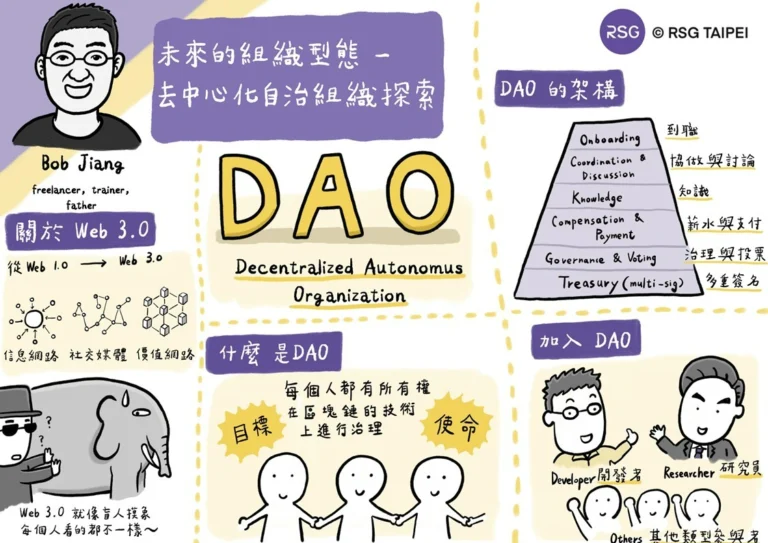 RSG © RSG TAIPEI
未來的組織型態 –
去中心化自治組織探索
Bob Jiang
freelancer, trainer,
father
關於 Web 3.0
從 Web 1.0 → Web 3.0
信息網路 社交媒體 價值網路
? ?
Web 3.0 就像盲人摸象
每個人看的都不一樣～
DAO
Decentralized Autonomus
Organization
什麼是DAO
每個人都有所有權
在區塊鏈的技術
上進行治理
目標
使命
DAO 的架構
Onboarding 到職
Coordination &
Discussion 協做與討論
Knowledge 知識
Compensation &
Payment 薪水與支付
Governance & Voting 治理與投票
Treasury (multi-sig) 多重簽名
加入 DAO
Developer 開發者
Researcher 研究員
Others 其他類型參與者